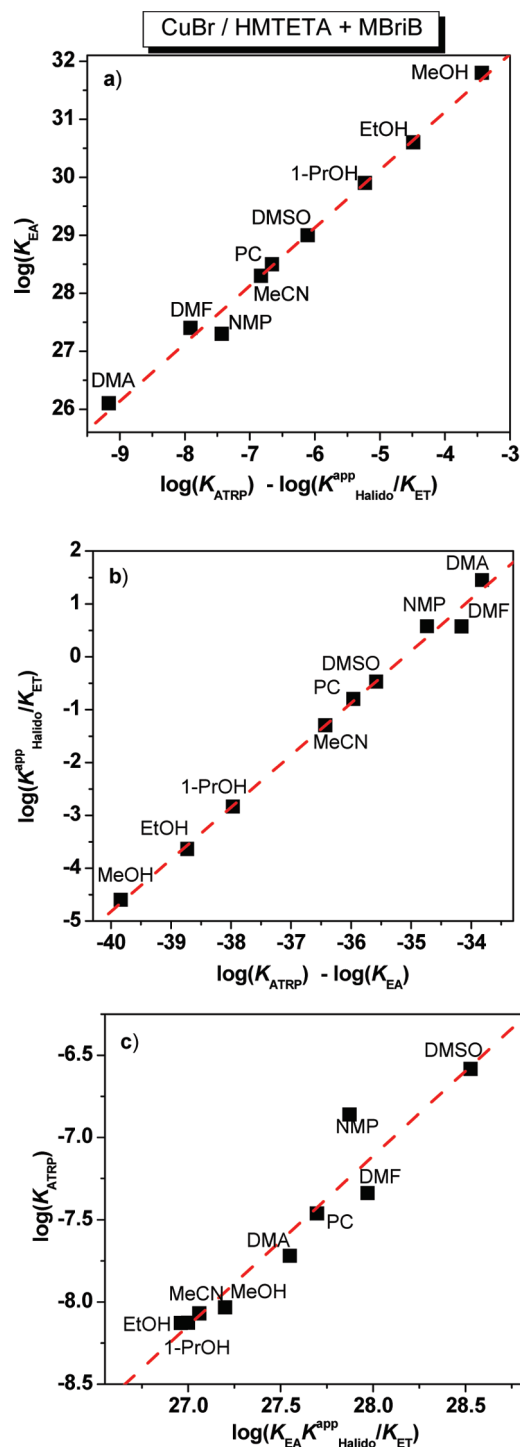 CuBr / HMTETA + MBriB
a)
32
31
30
29
28
27
26
log(K_EA)
MeOH
EtOH
1-PrOH
DMSO
PC
MeCN
DMF
NMP
DMA
-9 -8 -7 -6 -5 -4 -3
log(K_ATRP) - log(K^app_Halido/K_ET)
b)
2
1
0
-1
-2
-3
-4
-5
log(K^app_Halido/K_ET)
DMA
NMP
DMF
DMSO
PC
MeCN
1-PrOH
EtOH
MeOH
-40 -39 -38 -37 -36 -35 -34
log(K_ATRP) - log(K_EA)
c)
-6.5
-7.0
-7.5
-8.0
-8.5
log(K_ATRP)
DMSO
NMP
DMF
PC
DMA
MeCN MeOH
EtOH
1-PrOH
27.0 27.5 28.0 28.5
log(K_EA K^app_Halido/K_ET)